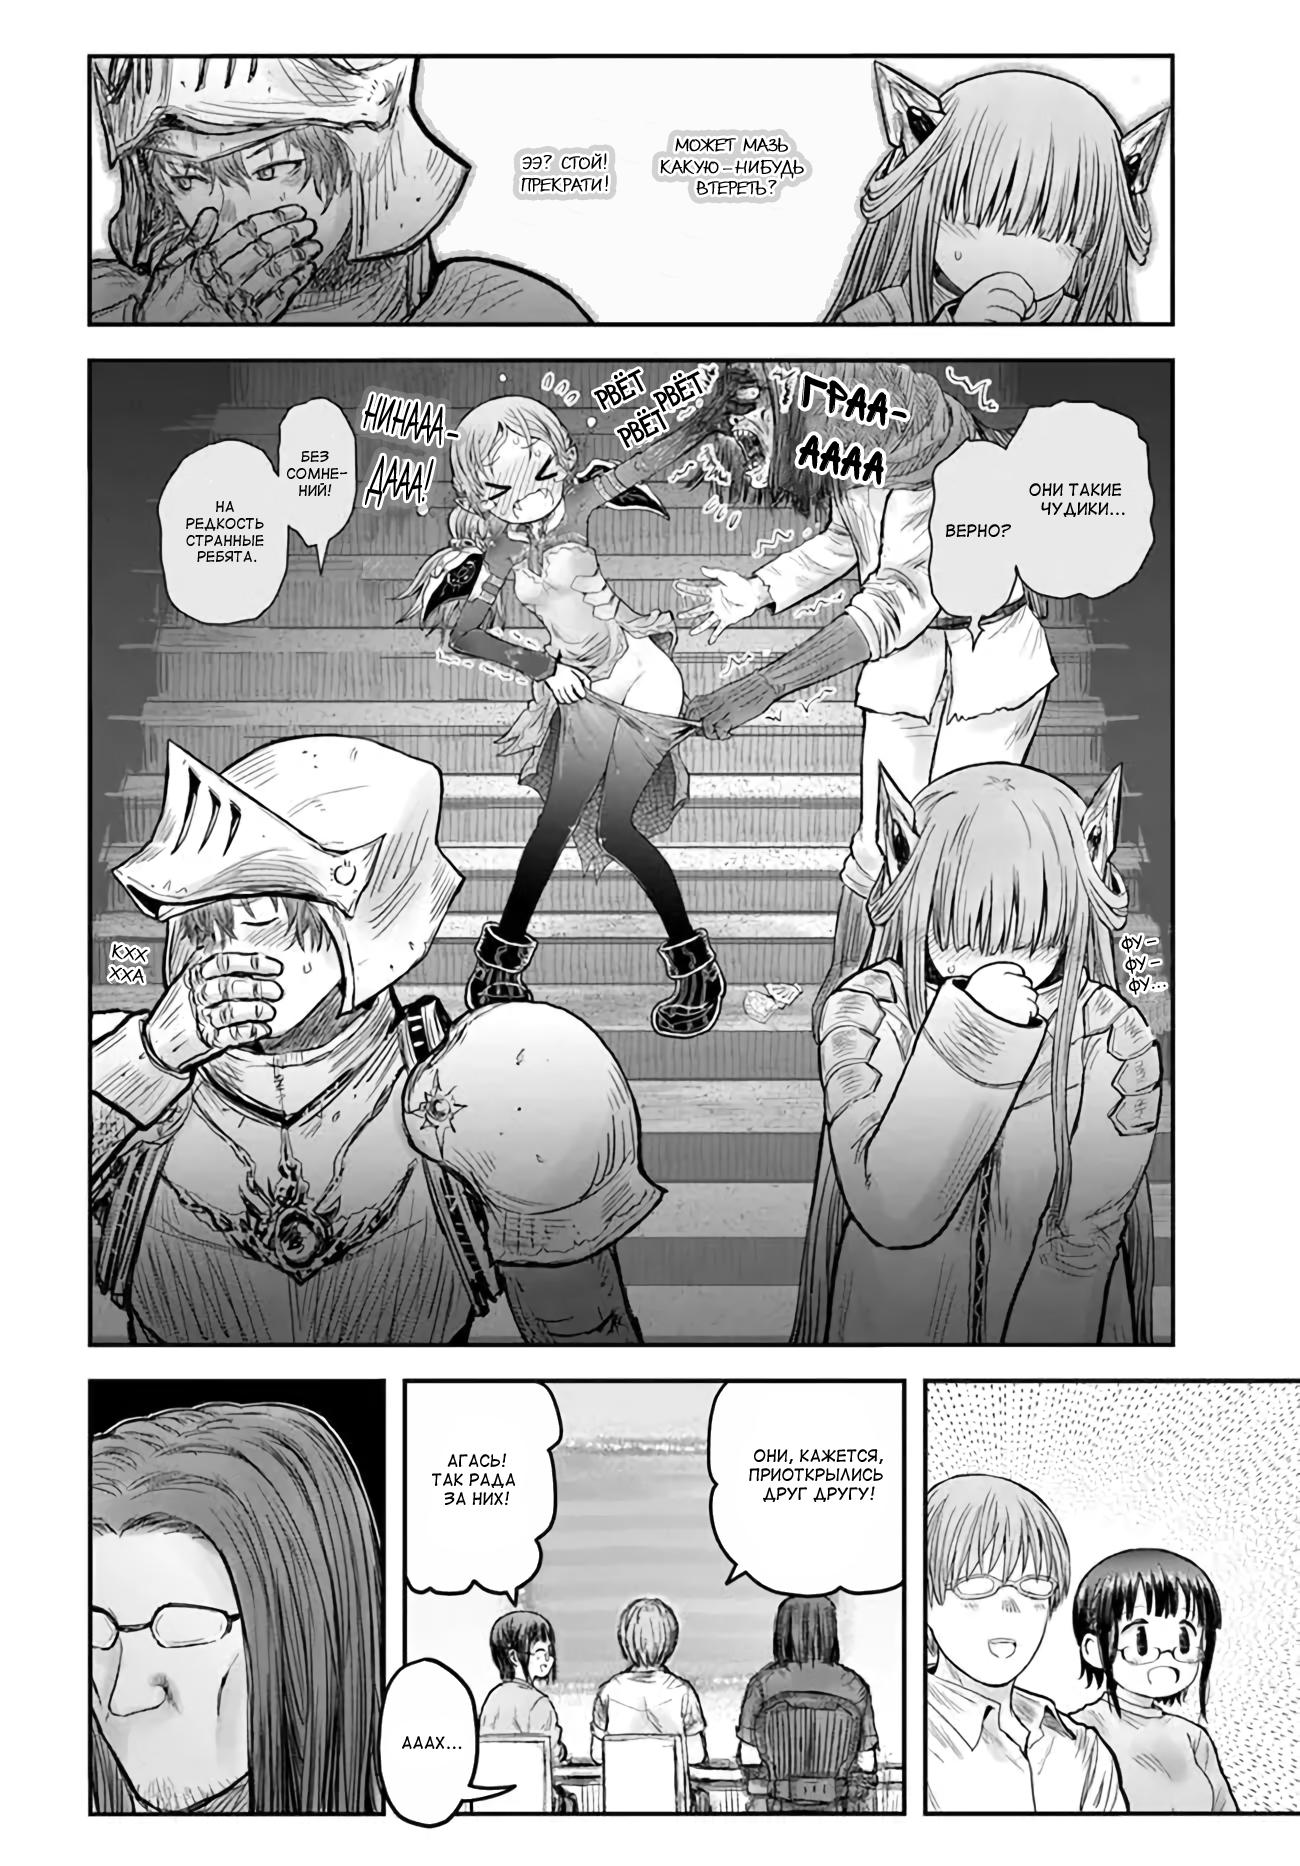 МОЖЕТ МАЗЬ
КАКУЮ-НИБУДЬ
ВТЕРЕТЬ?
ЭЭ? СТОЙ!
ПРЕКРАТИ!
ОНИ ТАКИЕ
ЧУДИКИ...
ВЕРНО?
ГРАА-
АААА
РВЁТ
РВЁТ
РВЁТ
РВЁТ
НИНААА-
ДААА!
БЕЗ
СОМНЕ-
НИЙ!
НА
РЕДКОСТЬ
СТРАННЫЕ
РЕБЯТА.
ФУ-
ФУ-
ФУ...
КХХ
ХХА
ОНИ, КАЖЕТСЯ,
ПРИОТКРЫЛИСЬ
ДРУГ ДРУГУ!
АГАСЬ!
ТАК РАДА
ЗА НИХ!
АААХ...